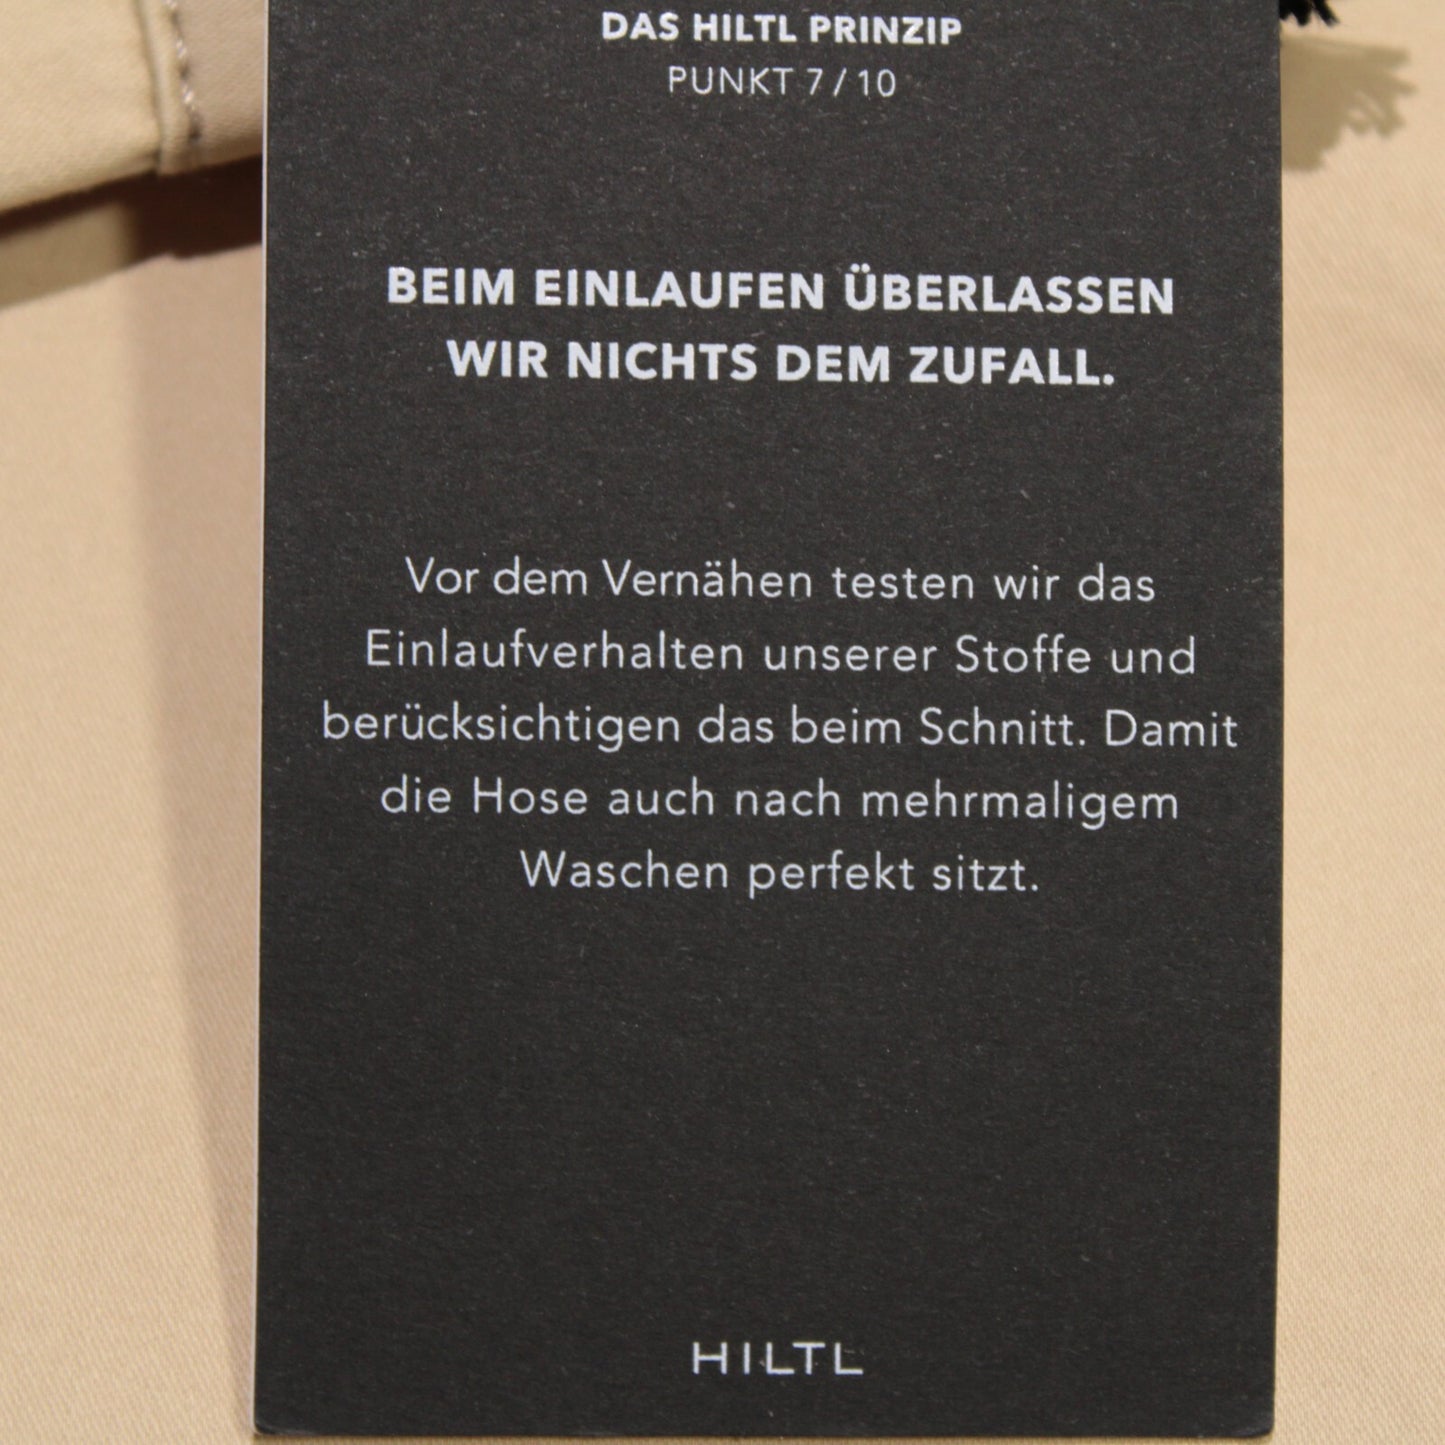 DAS HILTL PRINZIP
PUNKT 7 / 10
BEIM EINLAUFEN ÜBERLASSEN
WIR NICHTS DEM ZUFALL.
Vor dem Vernähen testen wir das
Einlaufverhalten unserer Stoffe und
berücksichtigen das beim Schnitt. Damit
die Hose auch nach mehrmaligem
Waschen perfekt sitzt.
HILTL